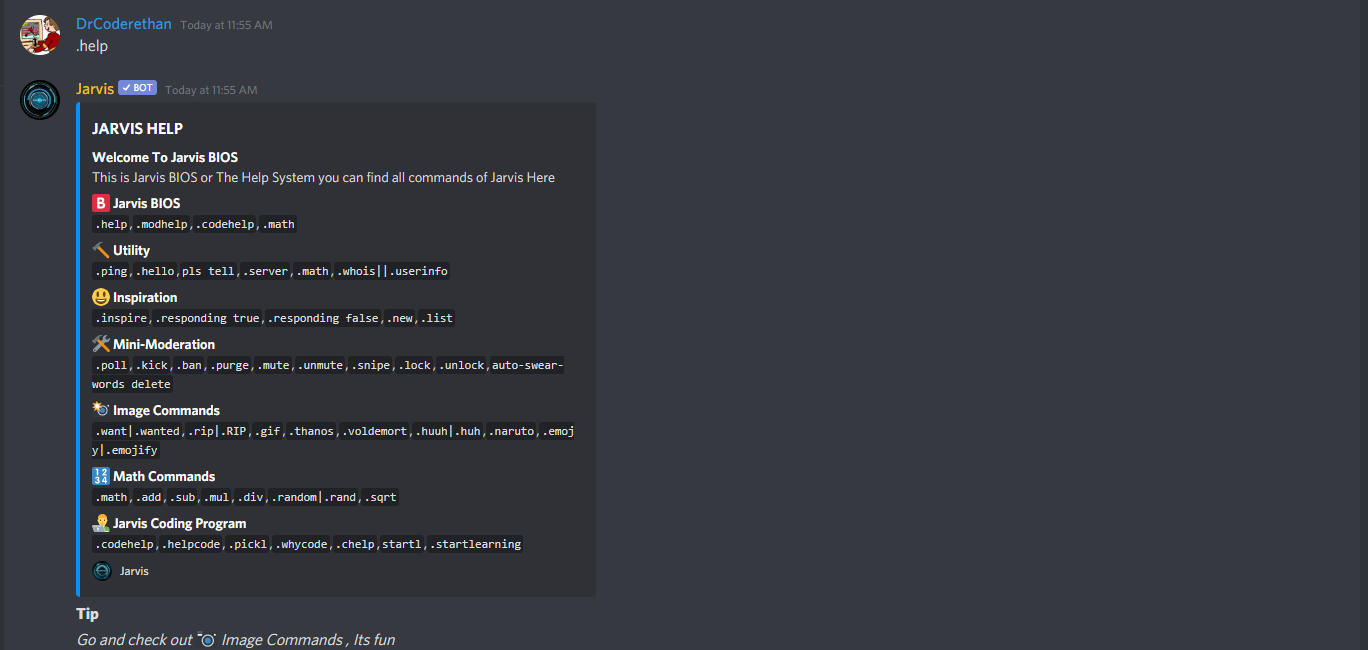 DrCoderethan Today at 11:55 AM
.help
Jarvis ✓ BOT Today at 11:55 AM
JARVIS HELP
Welcome To Jarvis BIOS
This is Jarvis BIOS or The Help System you can find all commands of Jarvis Here
B Jarvis BIOS
.help,.modhelp,.codehelp,.math
Utility
.ping,.hello,pls tell,.server,.math,.whois||.userinfo
Inspiration
.inspire,.responding true,.responding false,.new,.list
Mini-Moderation
.poll,.kick,.ban,.purge,.mute,.unmute,.snipe,.lock,.unlock,auto-swear-
words delete
Image Commands
.want|.wanted,.rip|.RIP,.gif,.thanos,.voldemort,.huuh|.huh,.naruto,.emoj
y|.emojify
1234 Math Commands
.math,.add,.sub,.mul,.div,.random|.rand,.sqrt
Jarvis Coding Program
.codehelp,.helpcode,.pickl,.whycode,.chelp,startl,.startlearning
Jarvis
Tip
Go and check out Image Commands , Its fun